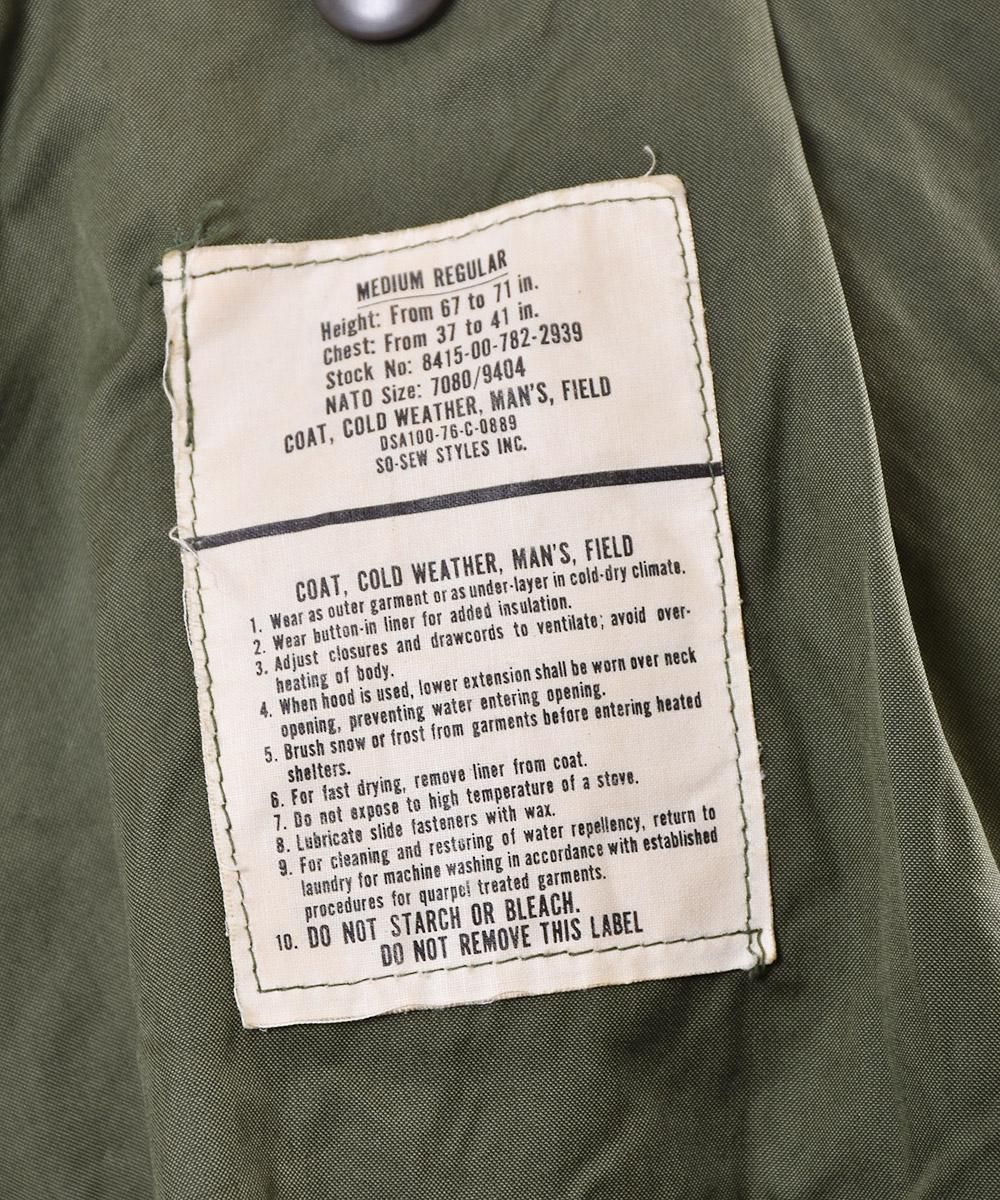 MEDIUM REGULAR
Height: From 67 to 71 in.
Chest: From 37 to 41 in.
Stock No: 8415-00-782-2939
NATO Size: 7080/9404
COAT, COLD WEATHER, MAN'S, FIELD
DSA100-76-C-0889
SO-SEW STYLES INC.
COAT, COLD WEATHER, MAN'S, FIELD
1. Wear as outer garment or as under-layer in cold-dry climate.
2. Wear button-in liner for added insulation.
3. Adjust closures and drawcords to ventilate; avoid over-
heating of body.
4. When hood is used, lower extension shall be worn over neck
opening, preventing water entering opening.
5. Brush snow or frost from garments before entering heated
shelters.
6. For fast drying, remove liner from coat.
7. Do not expose to high temperature of a stove.
8. Lubricate slide fasteners with wax.
9. For cleaning and restoring of water repellency, return to
laundry for machine washing in accordance with established
procedures for quarpel treated garments.
10. DO NOT STARCH OR BLEACH.
DO NOT REMOVE THIS LABEL